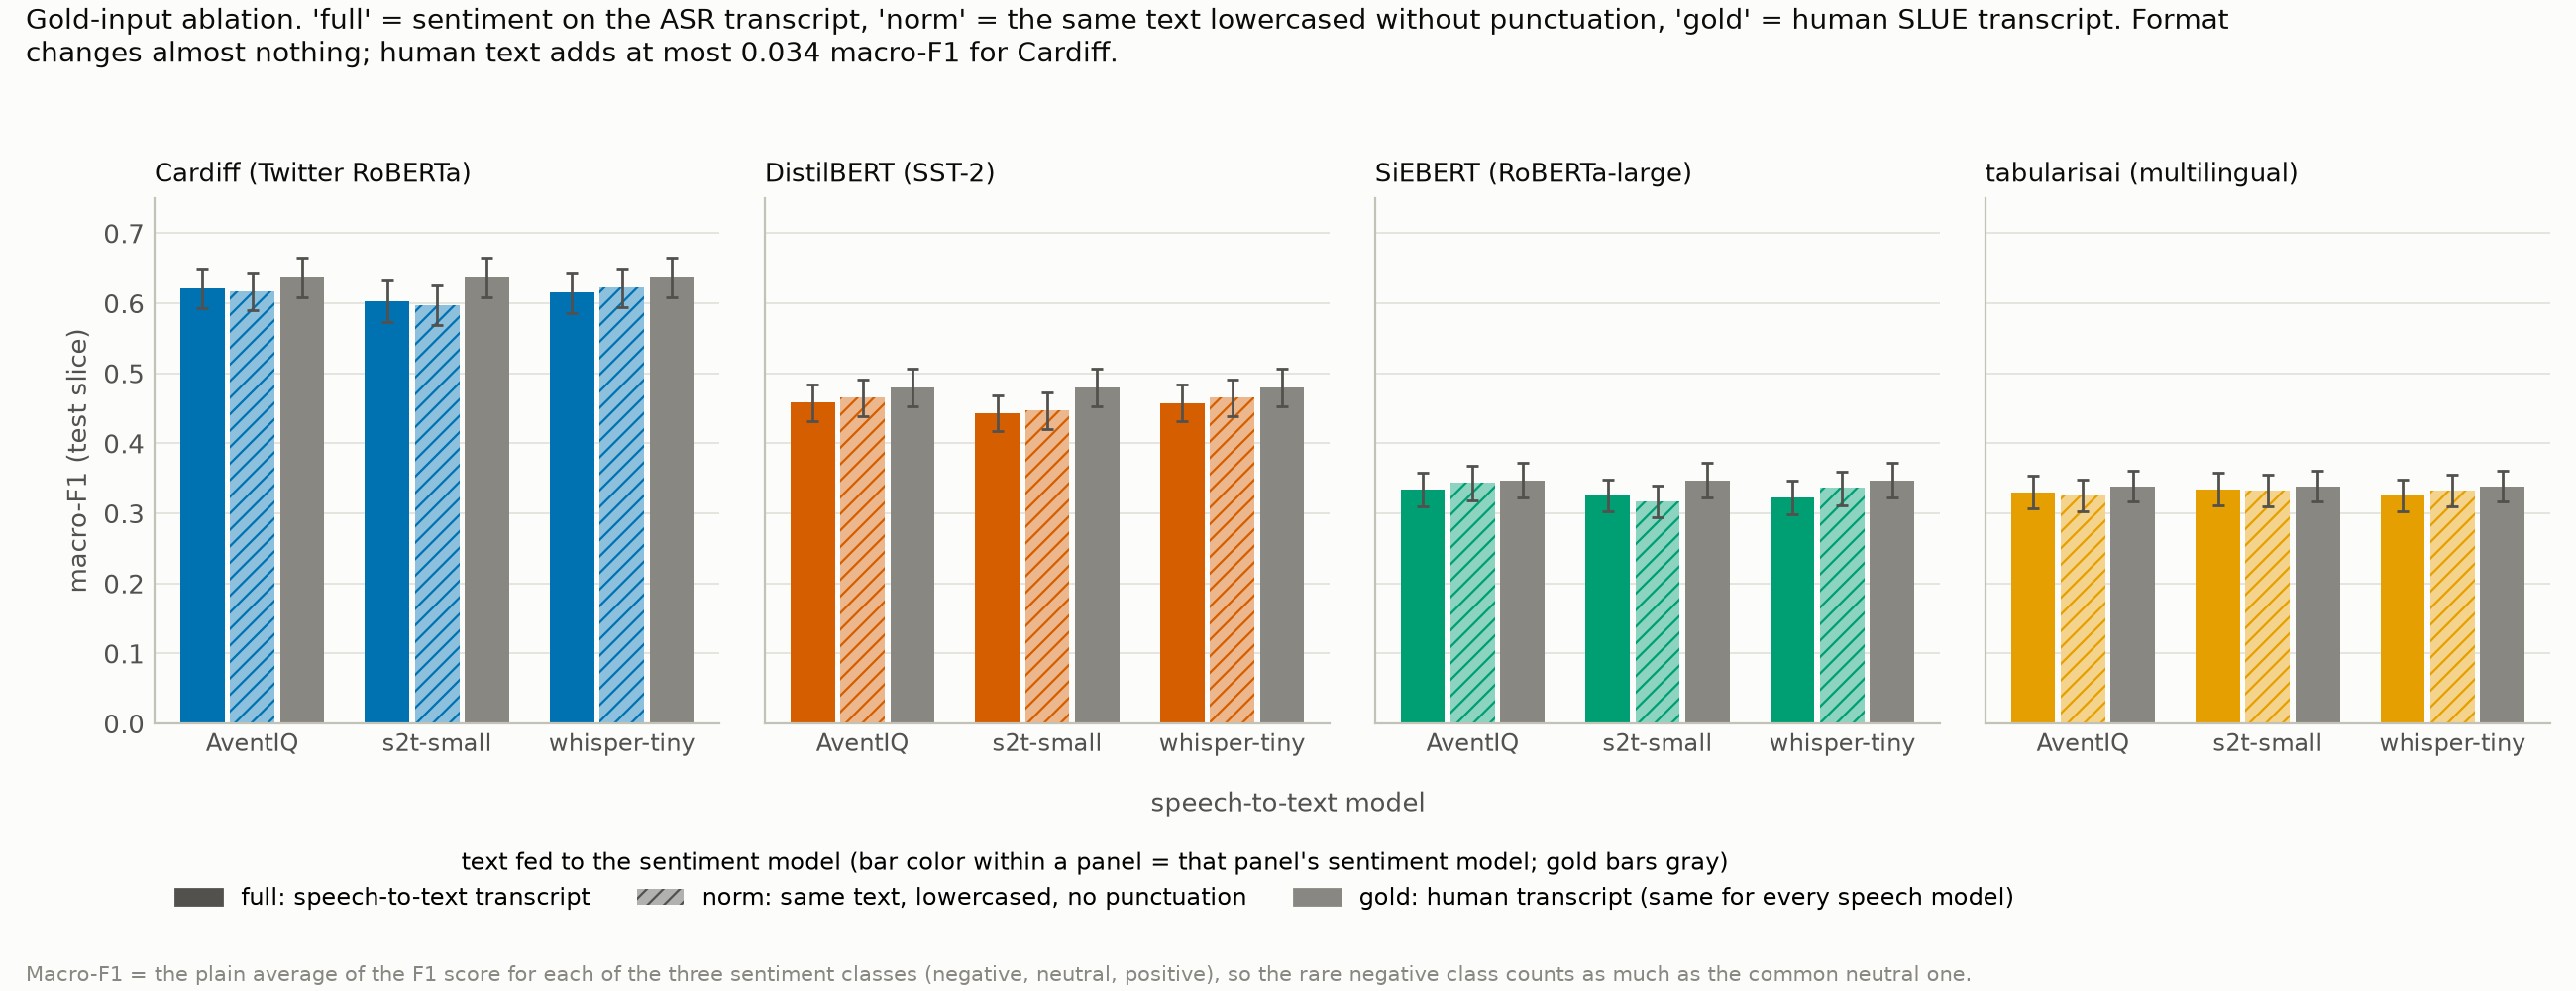 Gold-input ablation. 'full' = sentiment on the ASR transcript, 'norm' = the same text lowercased without punctuation, 'gold' = human SLUE transcript. Format
changes almost nothing; human text adds at most 0.034 macro-F1 for Cardiff.
Cardiff (Twitter RoBERTa)
DistilBERT (SST-2)
SiEBERT (RoBERTa-large)
tabularisai (multilingual)
macro-F1 (test slice)
0.7
0.6
0.5
0.4
0.3
0.2
0.1
0.0
AventIQ s2t-small whisper-tiny
AventIQ s2t-small whisper-tiny
AventIQ s2t-small whisper-tiny
AventIQ s2t-small whisper-tiny
speech-to-text model
text fed to the sentiment model (bar color within a panel = that panel's sentiment model; gold bars gray)
full: speech-to-text transcript
norm: same text, lowercased, no punctuation
gold: human transcript (same for every speech model)
Macro-F1 = the plain average of the F1 score for each of the three sentiment classes (negative, neutral, positive), so the rare negative class counts as much as the common neutral one.